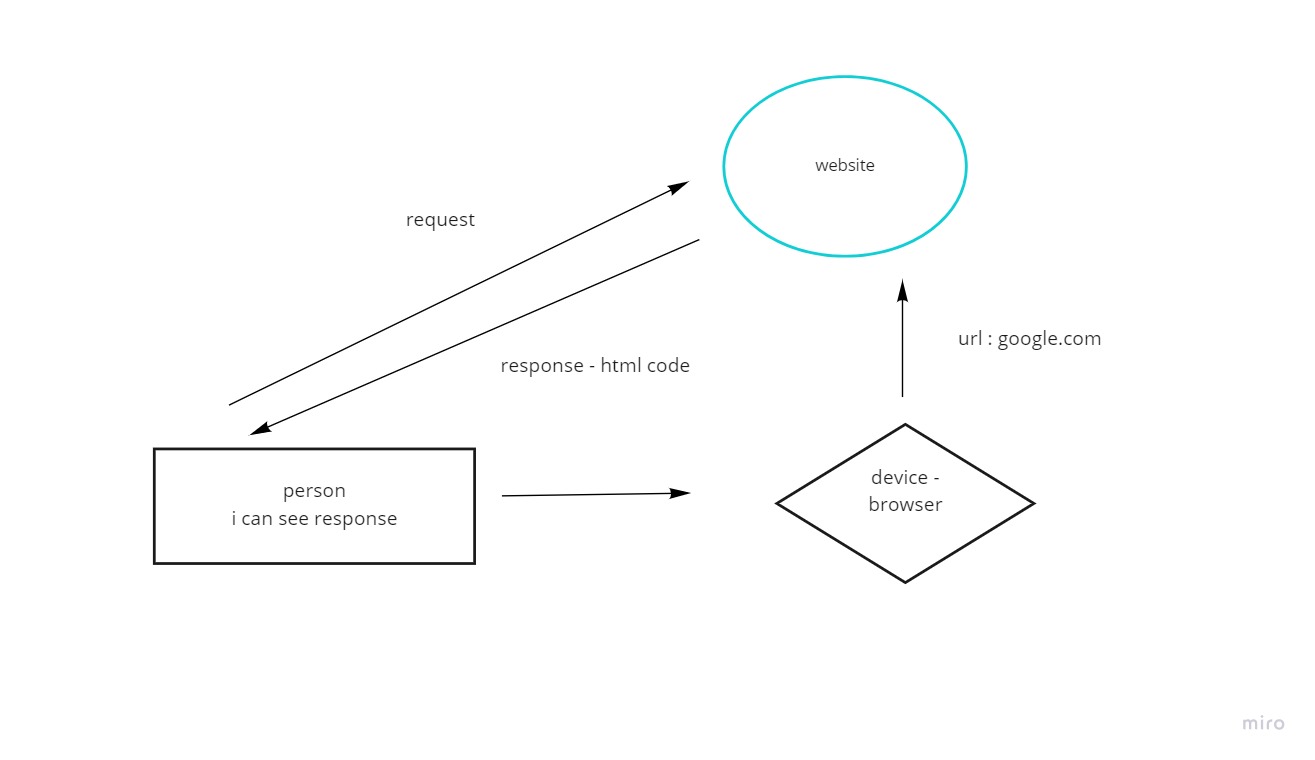 website
request
url : google.com
response - html code
device -
browser
person
i can see response
miro